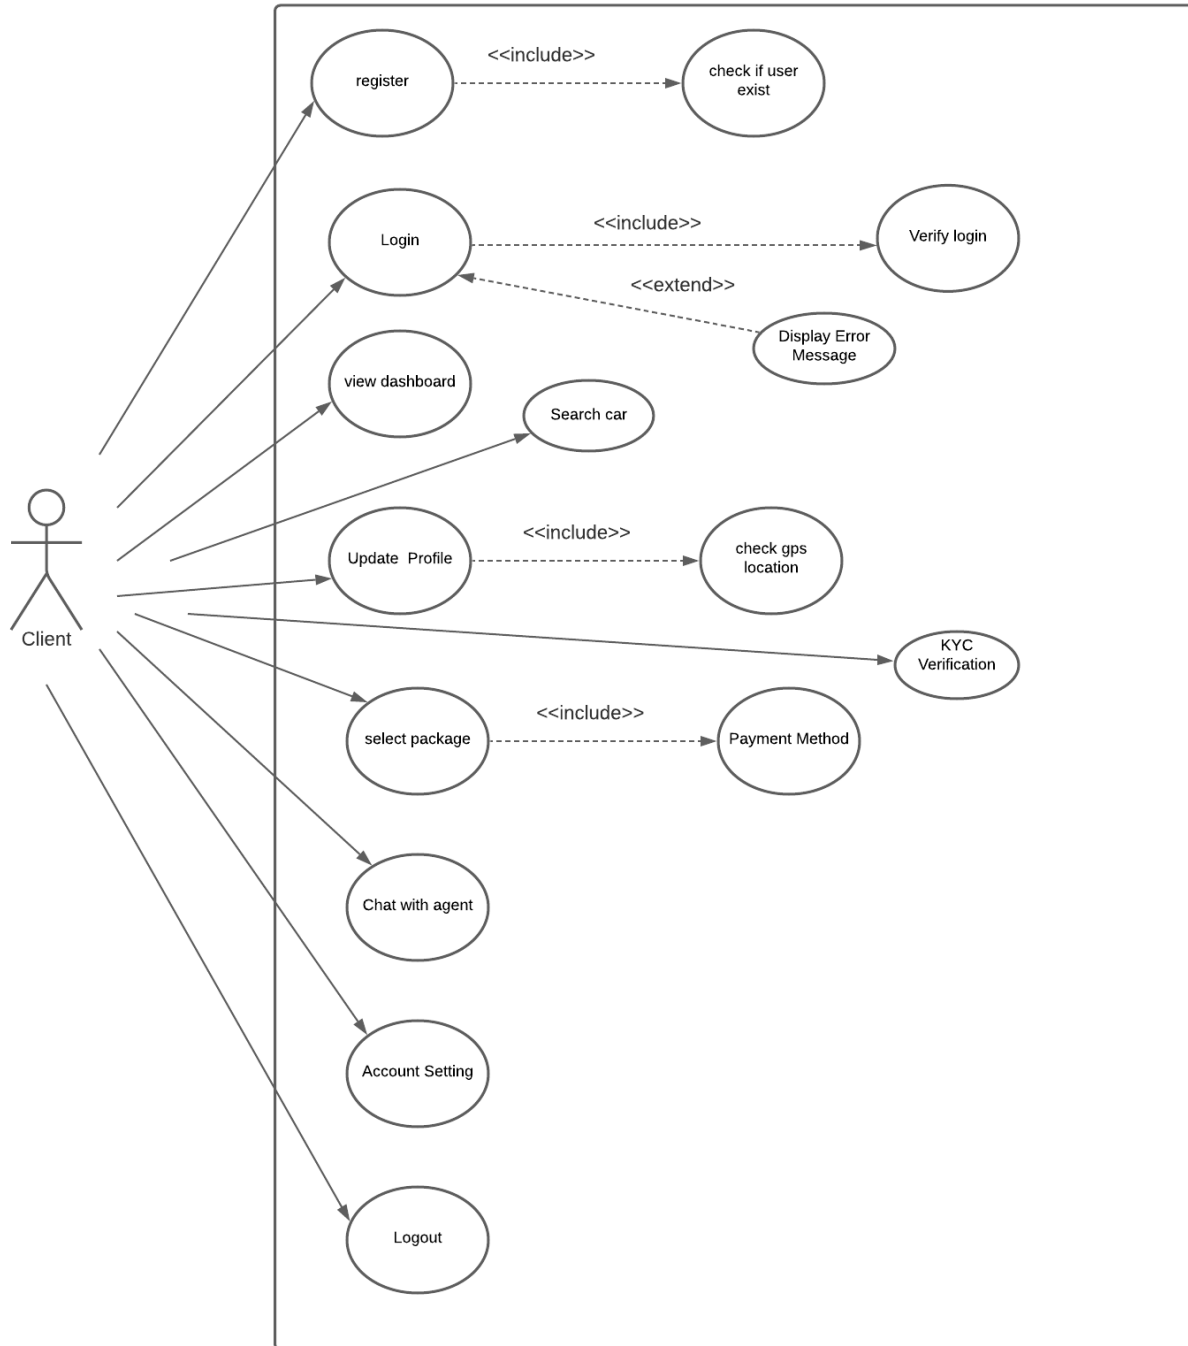 <<include>>
register
check if user
exist
<<include>>
Login
Verify login
<<extend>>
Display Error
Message
view dashboard
Search car
<<include>>
Update  Profile
check gps
location
Client
KYC
Verification
<<include>>
select package
Payment Method
Chat with agent
Account Setting
Logout